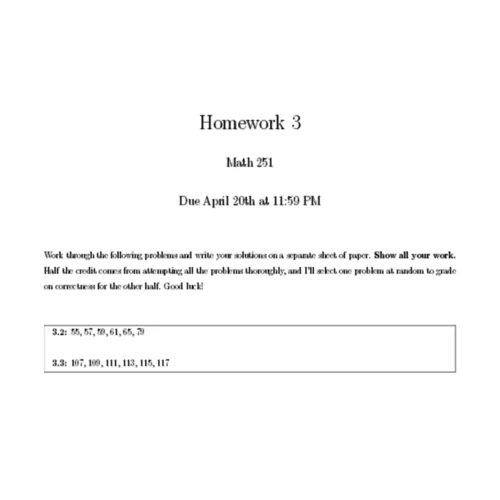 Homework 3
Math 251
Due April 20th at 11:59 PM
Work through the following problems and write your solutions on a separate sheet of paper. Show all your work.
Half the credit comes from attempting all the problems thoroughly, and I'll select one problem at random to grade
on correctness for the other half. Good luck!
3.2: 55, 57, 59, 61, 65, 79
3.3: 107, 109, 111, 113, 115, 117